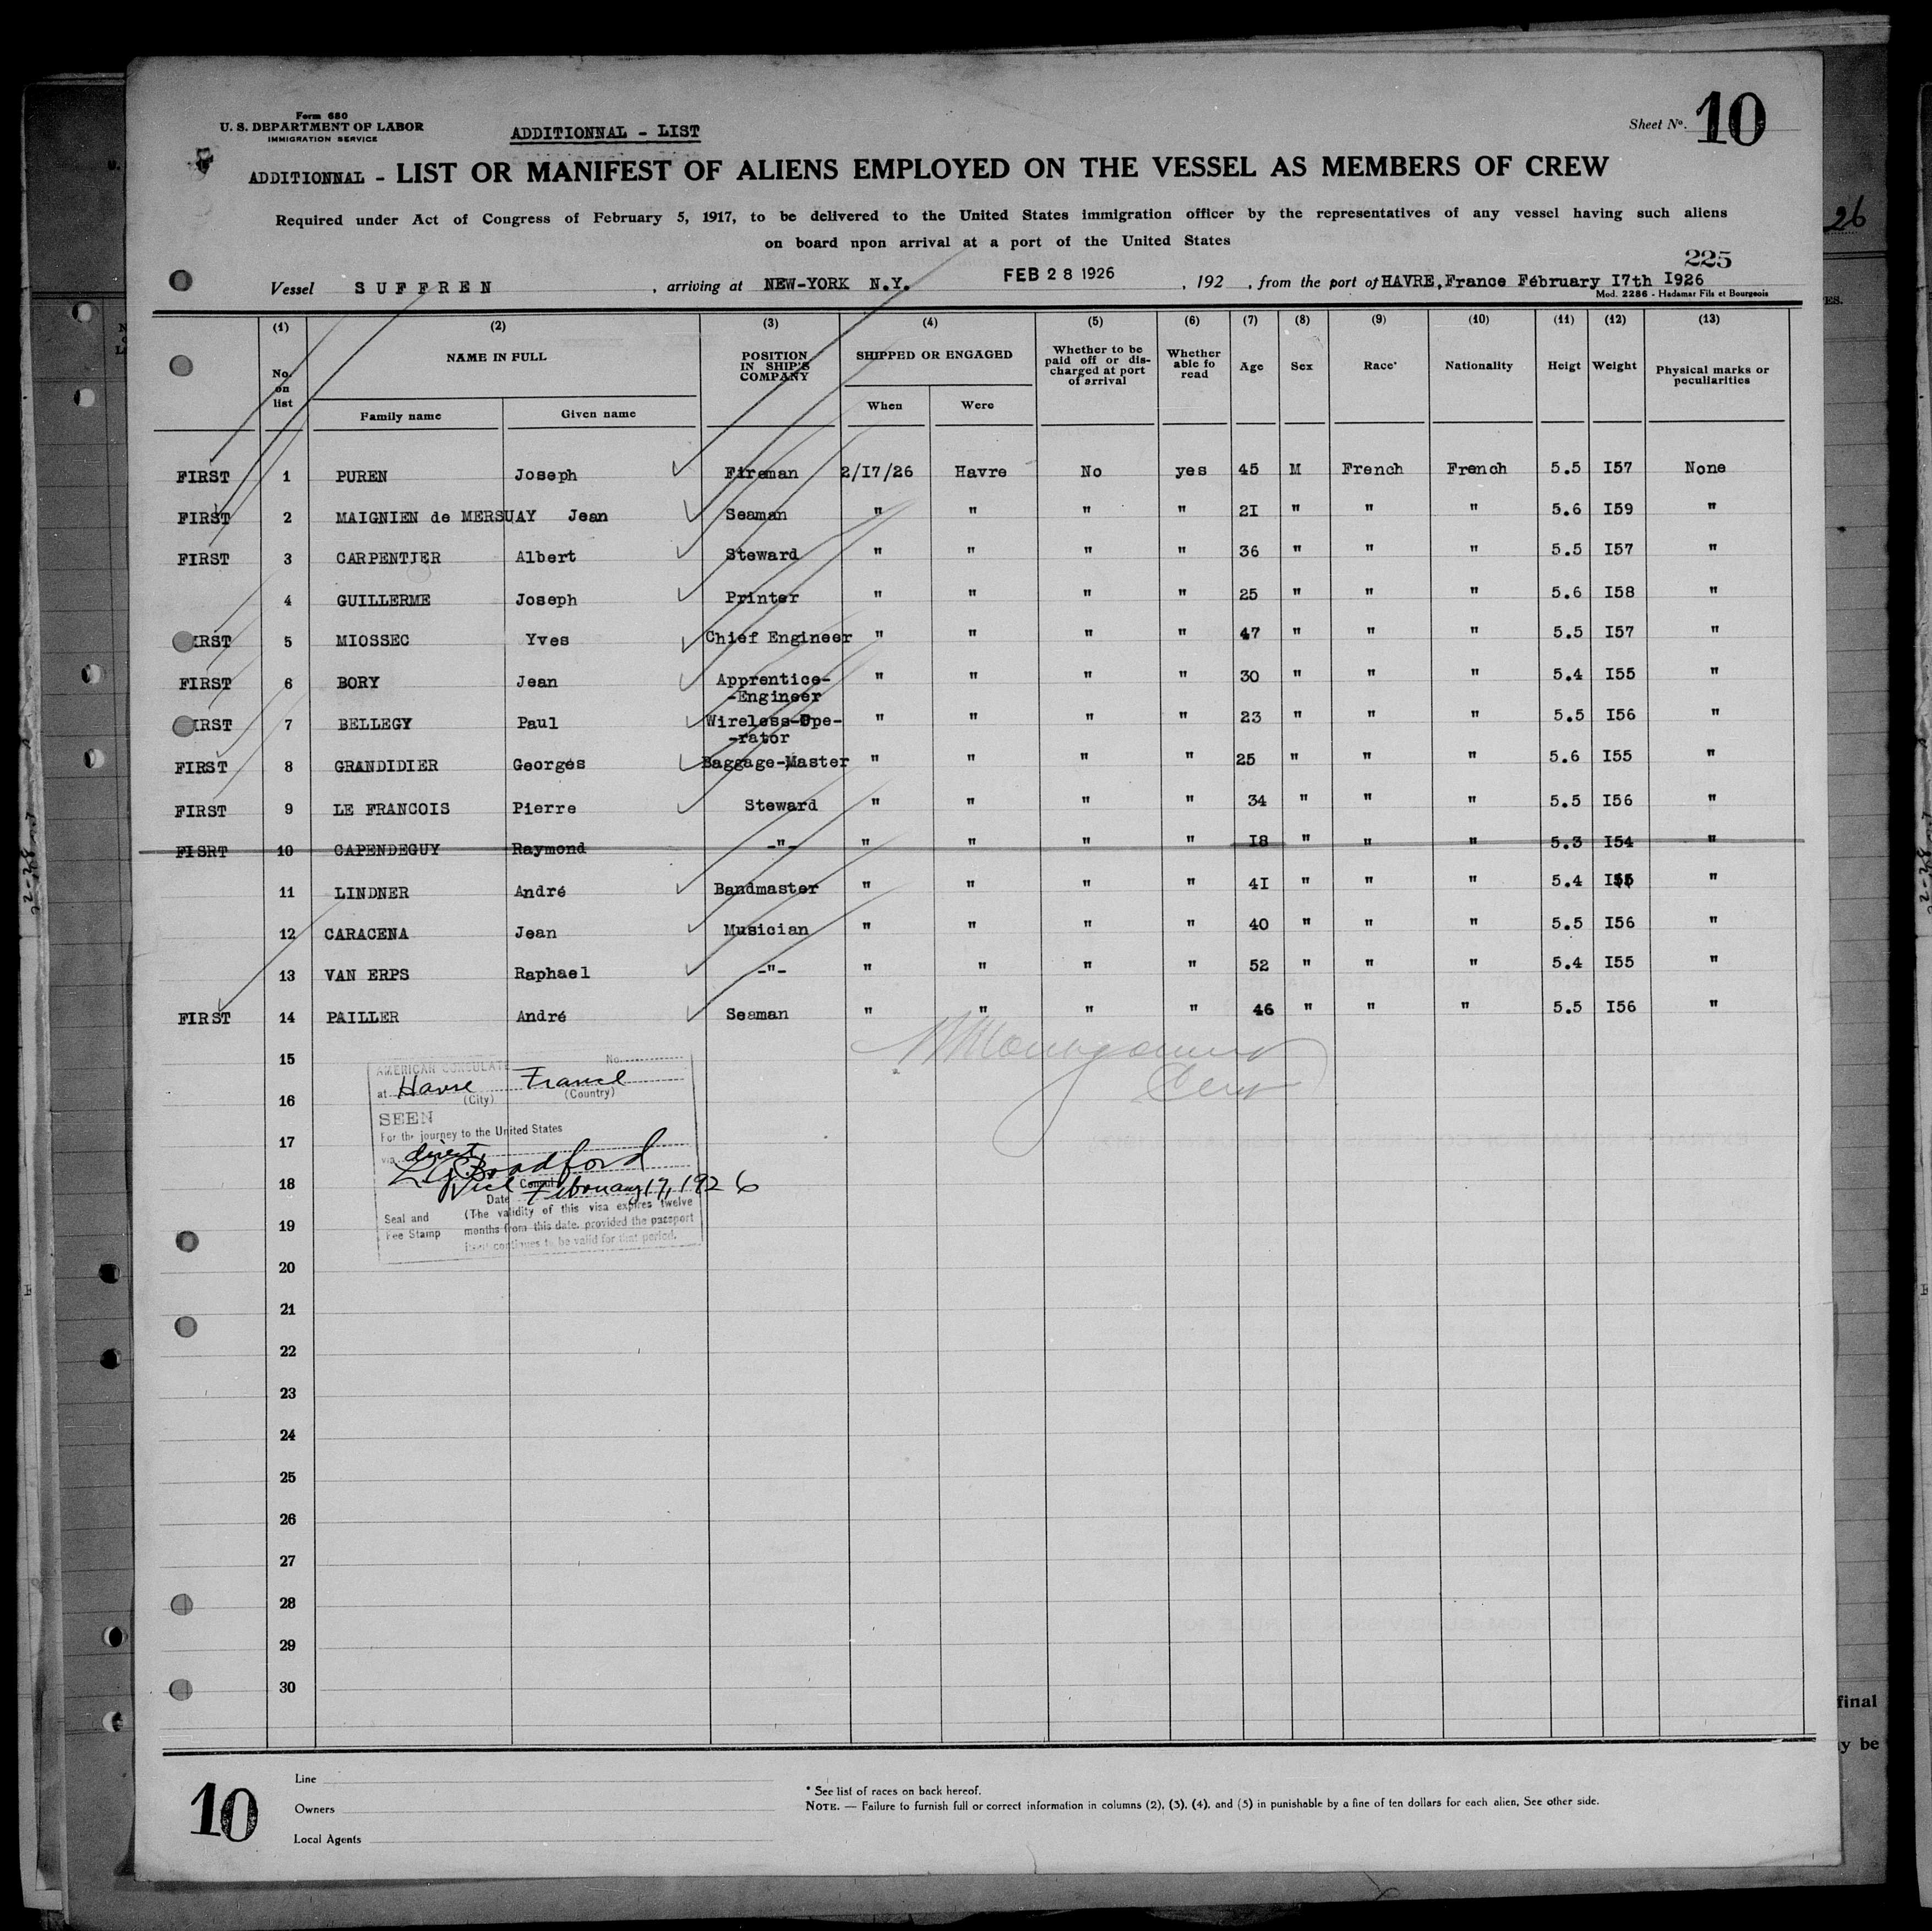 Form 680
U. S. DEPARTMENT OF LABOR
IMMIGRATION SERVICE
ADDITIONNAL - LIST
Sheet No. 10
ADDITIONNAL - LIST OR MANIFEST OF ALIENS EMPLOYED ON THE VESSEL AS MEMBERS OF CREW
Required under Act of Congress of February 5, 1917, to be delivered to the United States immigration officer by the representatives of any vessel having such aliens
on board npon arrival at a port of the United States
225
Vessel SUFFREN, arriving at NEW-YORK N.Y. FEB 28 1926, 192 , from the port of HAVRE, France February I7th I926
Mod. 2286 - Hadamar Fils et Bourgeois
(1) (2) (3) (4) (5) (6) (7) (8) (9) (10) (11) (12) (13)
No. on list NAME IN FULL POSITION IN SHIP'S COMPANY SHIPPED OR ENGAGED Whether to be paid off or discharged at port of arrival Whether able fo read Age Sex Race* Nationality Heigt Weight Physical marks or peculiarities
Family name Given name When Were
FIRST 1 PUREN Joseph Fireman 2/I7/26 Havre No yes 45 M French French 5.5 I57 None
FIRST 2 MAIGNIEN de MERSUAY Jean Seaman " " " " 2I " " " 5.6 I59 "
FIRST 3 CARPENTIER Albert Steward " " " " 36 " " " 5.5 I57 "
4 GUILLERME Joseph Printer " " " " 25 " " " 5.6 I58 "
IRST 5 MIOSSEC Yves Chief Engineer " " " " 47 " " " 5.5 I57 "
FIRST 6 BORY Jean Apprentice- -Engineer " " " " 30 " " " 5.4 I55 "
IRST 7 BELLEGY Paul Wireless-Ope- -rator " " " " 23 " " " 5.5 I56 "
FIRST 8 GRANDIDIER Georges Baggage-Master " " " " 25 " " " 5.6 I55 "
FIRST 9 LE FRANCOIS Pierre Steward " " " " 34 " " " 5.5 I56 "
FISRT 10 CAPENDEGUY Raymond -"- " " " " I8 " " " 5.3 I54 "
11 LINDNER André Bandmaster " " " " 4I " " " 5.4 I55 "
12 CARACENA Jean Musician " " " " 40 " " " 5.5 I56 "
13 VAN ERPS Raphael -"- " " " " 52 " " " 5.4 I55 "
FIRST 14 PAILLER André Seaman " " " " 46 " " " 5.5 I56 "
15
16
17
18
19
20
21
22
23
24
25
26
27
28
29
30
AMERICAN CONSULATE No.
at Havre France
(City) (Country)
SEEN
For the journey to the United States
via direct
Bradford
Vice Consul
Date February 17, 1926
Seal and Fee Stamp
(The validity of this visa expires twelve
months from this date, provided the passport
itself continues to be valid for that period.
10
Line
Owners
Local Agents
* See list of races on back hereof.
NOTE. — Failure to furnish full or correct information in columns (2), (3), (4), and (5) in punishable by a fine of ten dollars for each alien, See other side.
26
final
y be